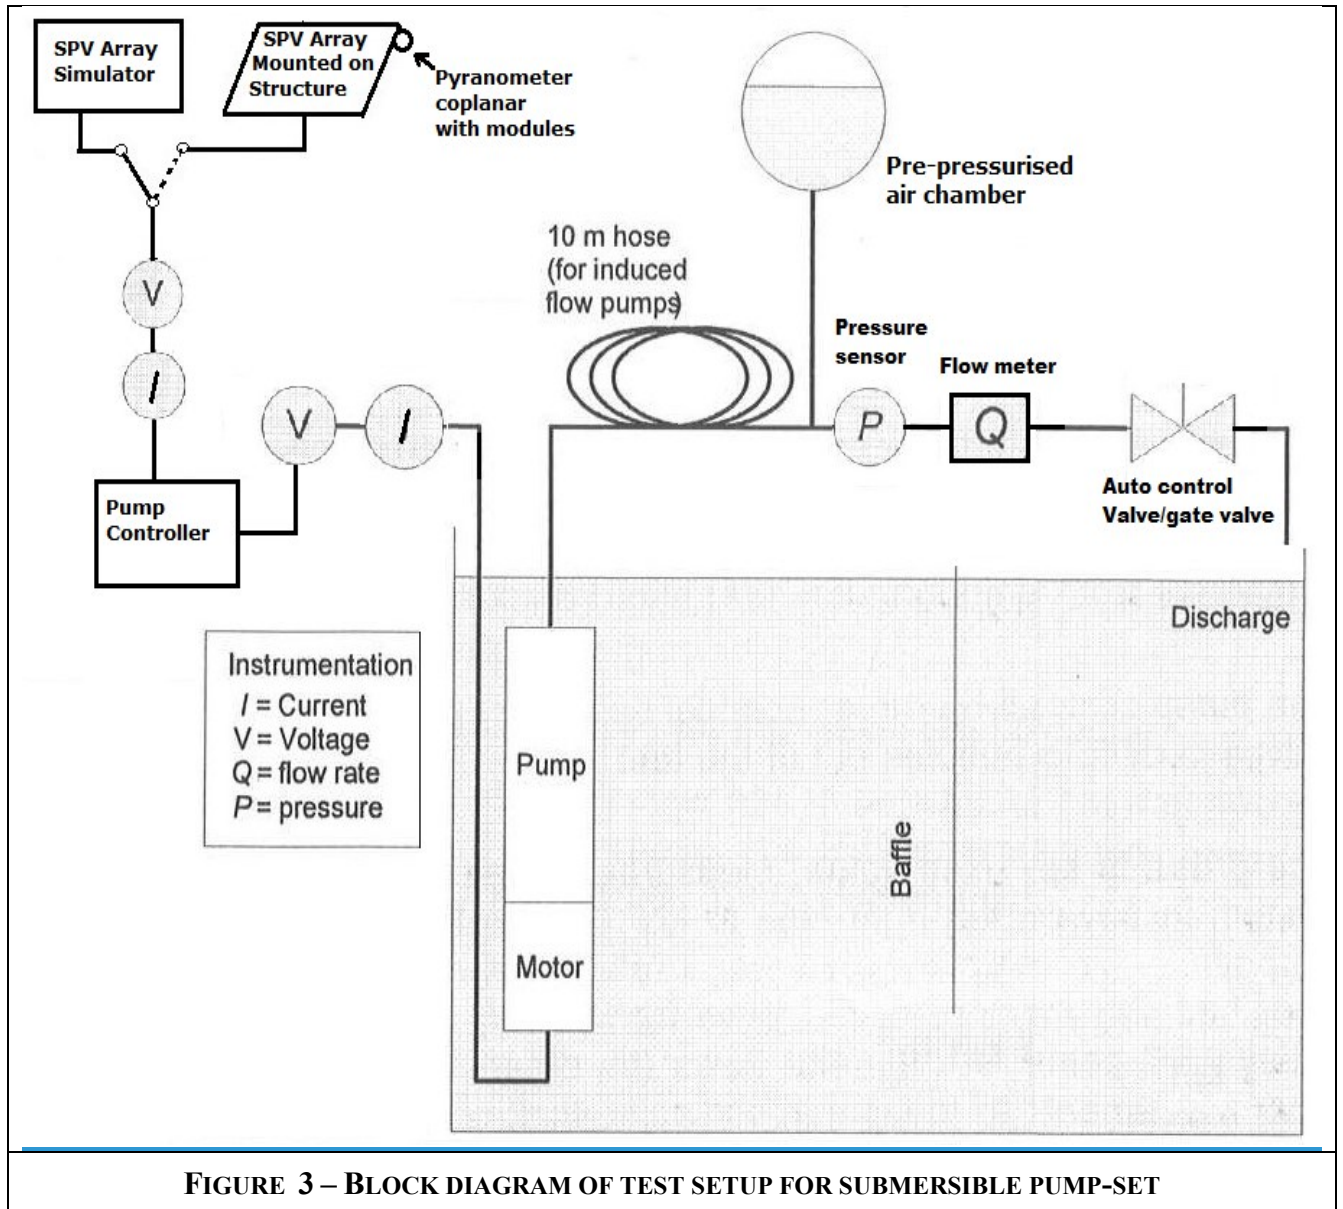 SPV Array
Simulator
SPV Array
Mounted on
Structure
Pyranometer
coplanar
with modules
Pre-pressurised
air chamber
10 m hose
(for induced
flow pumps)
Pressure
sensor
Flow meter
V
I
V
I
P
Q
Auto control
Valve/gate valve
Pump
Controller
Discharge
Instrumentation
I = Current
V = Voltage
Q = flow rate
P = pressure
Pump
Baffle
Motor
FIGURE 3 – BLOCK DIAGRAM OF TEST SETUP FOR SUBMERSIBLE PUMP-SET